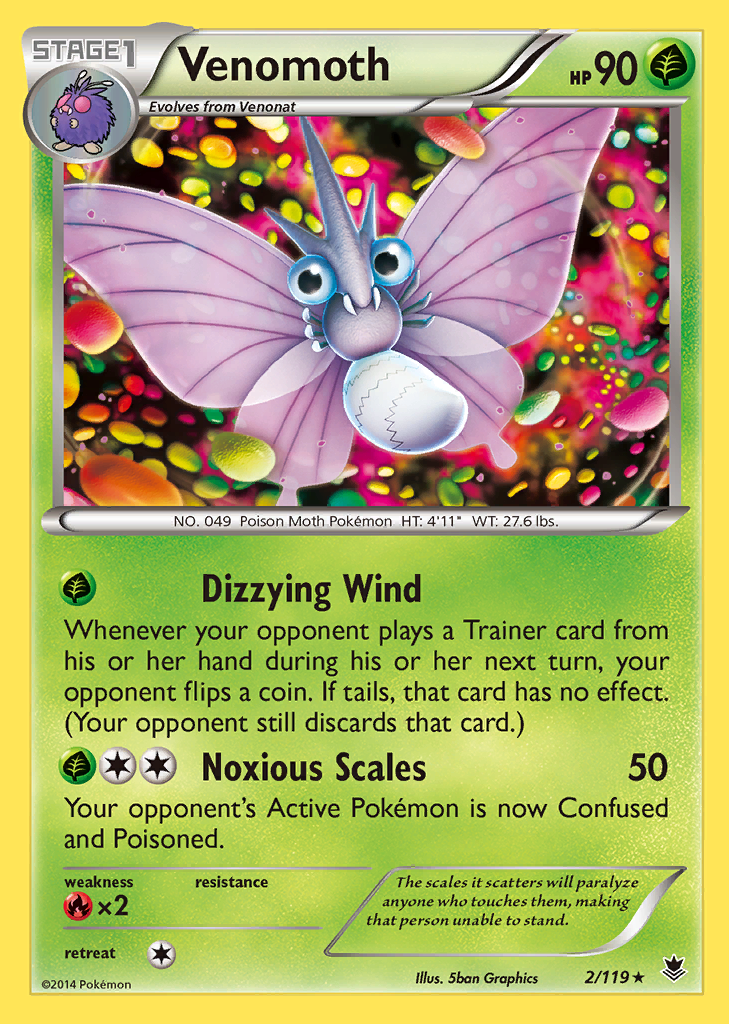 STAGE1
Venomoth
HP 90
Evolves from Venonat
NO. 049 Poison Moth Pokémon HT: 4'11" WT: 27.6 lbs.
Dizzying Wind
Whenever your opponent plays a Trainer card from
his or her hand during his or her next turn, your
opponent flips a coin. If tails, that card has no effect.
(Your opponent still discards that card.)
Noxious Scales 50
Your opponent's Active Pokémon is now Confused
and Poisoned.
weakness resistance
×2
The scales it scatters will paralyze
anyone who touches them, making
that person unable to stand.
retreat
©2014 Pokémon
Illus. 5ban Graphics
2/119 ★